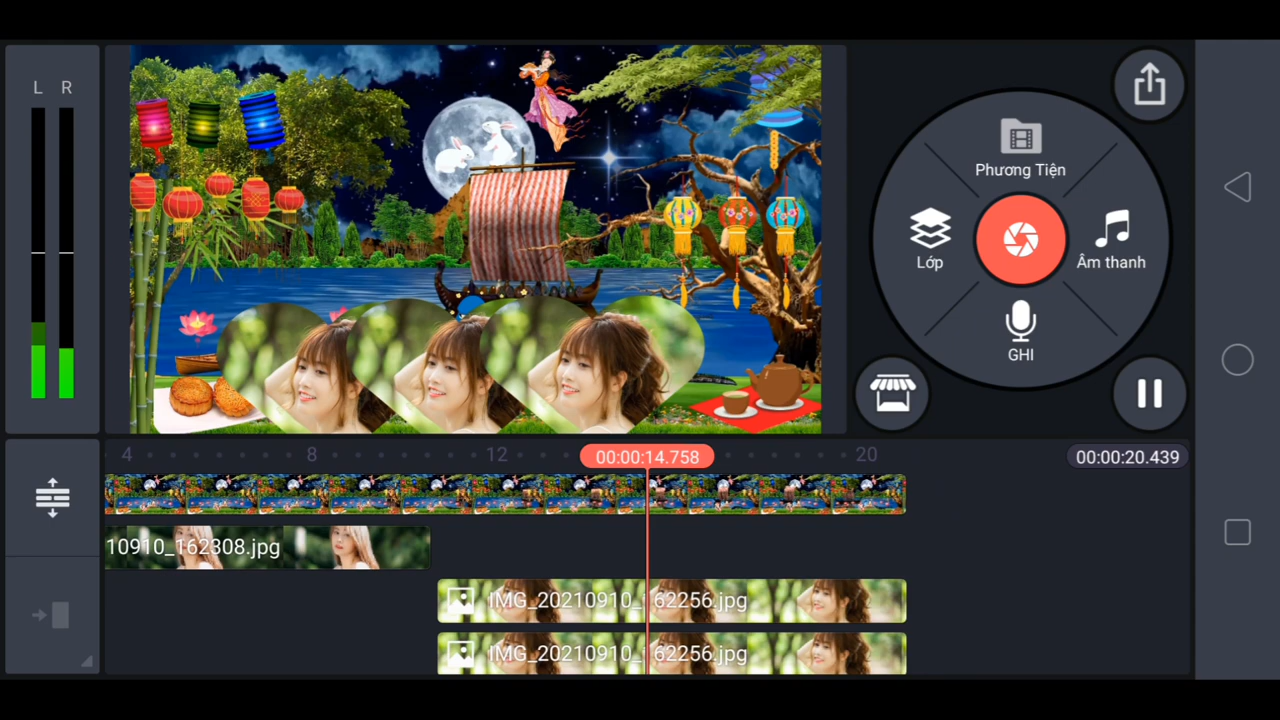 L R
Phương Tiện
Lớp
Âm thanh
GHI
4 8 12 20
00:00:14.758
00:00:20.439
10910_162308.jpg
IMG_20210910_162256.jpg
IMG_20210910_162256.jpg